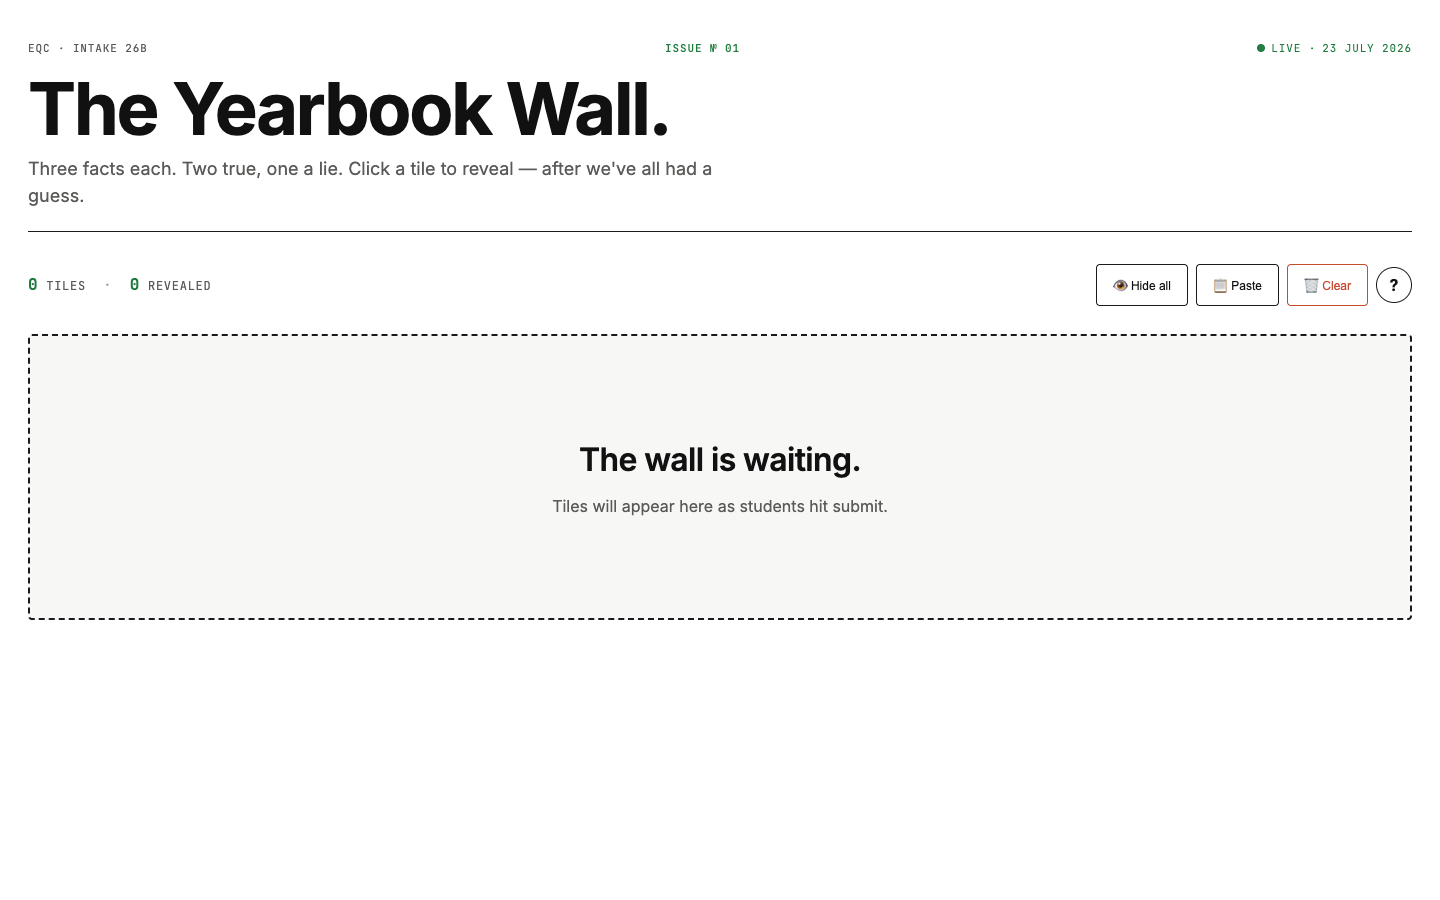 EQC · INTAKE 26B
ISSUE № 01
LIVE · 23 JULY 2026
The Yearbook Wall.
Three facts each. Two true, one a lie. Click a tile to reveal — after we've all had a
guess.
0 TILES · 0 REVEALED
Hide all
Paste
Clear
?
The wall is waiting.
Tiles will appear here as students hit submit.